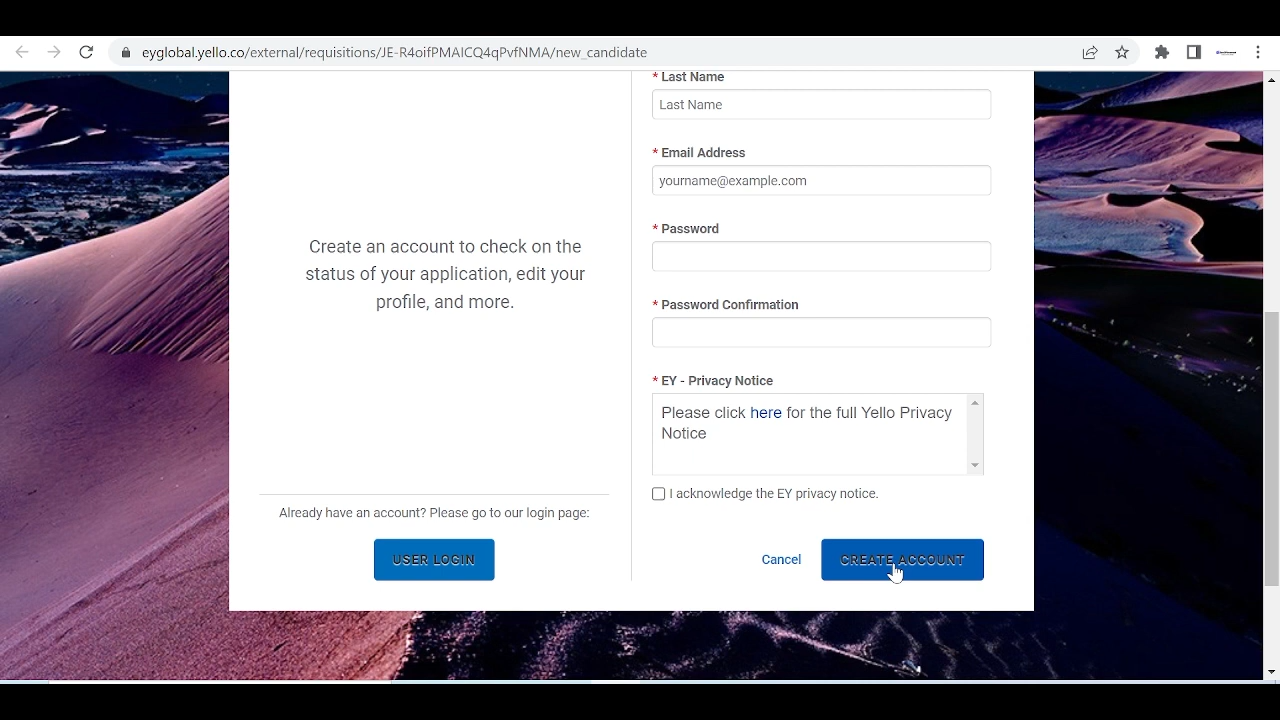 eyglobal.yello.co/external/requisitions/JE-R4oifPMAICQ4qPvfNMA/new_candidate
* Last Name
Last Name
* Email Address
yourname@example.com
* Password
* Password Confirmation
* EY - Privacy Notice
Please click here for the full Yello Privacy
Notice
I acknowledge the EY privacy notice.
Cancel
CREATE ACCOUNT
Create an account to check on the
status of your application, edit your
profile, and more.
Already have an account? Please go to our login page:
USER LOGIN